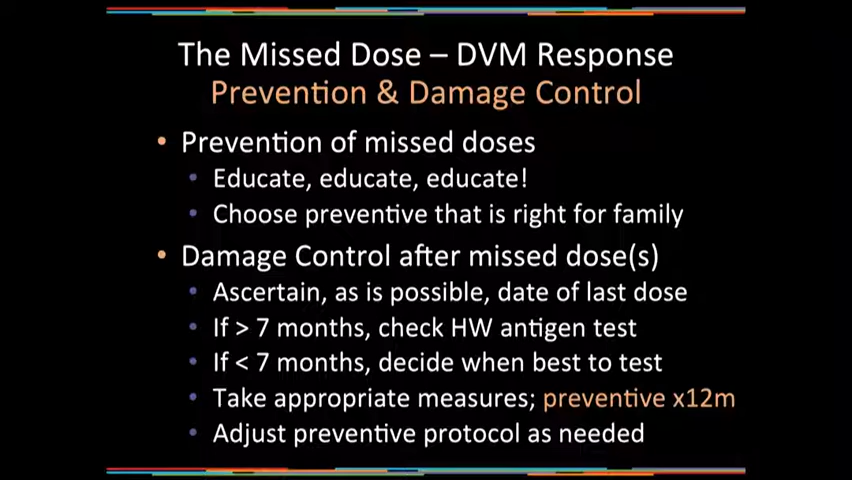 The Missed Dose – DVM Response
Prevention & Damage Control
• Prevention of missed doses
• Educate, educate, educate!
• Choose preventive that is right for family
• Damage Control after missed dose(s)
• Ascertain, as is possible, date of last dose
• If > 7 months, check HW antigen test
• If < 7 months, decide when best to test
• Take appropriate measures; preventive x12m
• Adjust preventive protocol as needed